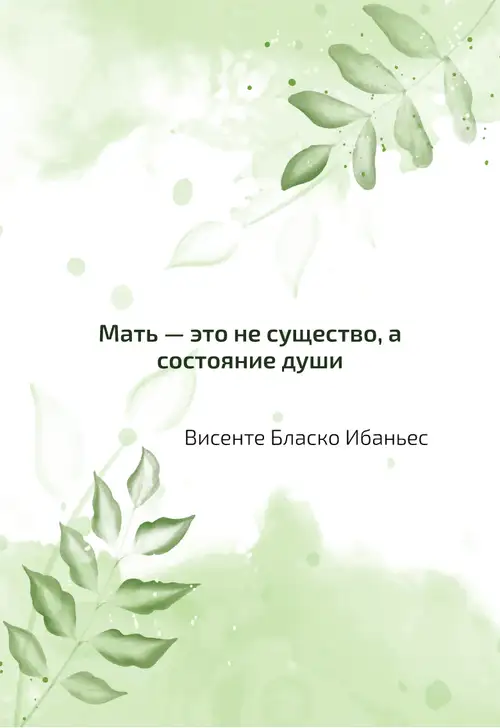 Мать — это не существо, а
состояние души
Висенте Бласко Ибаньес